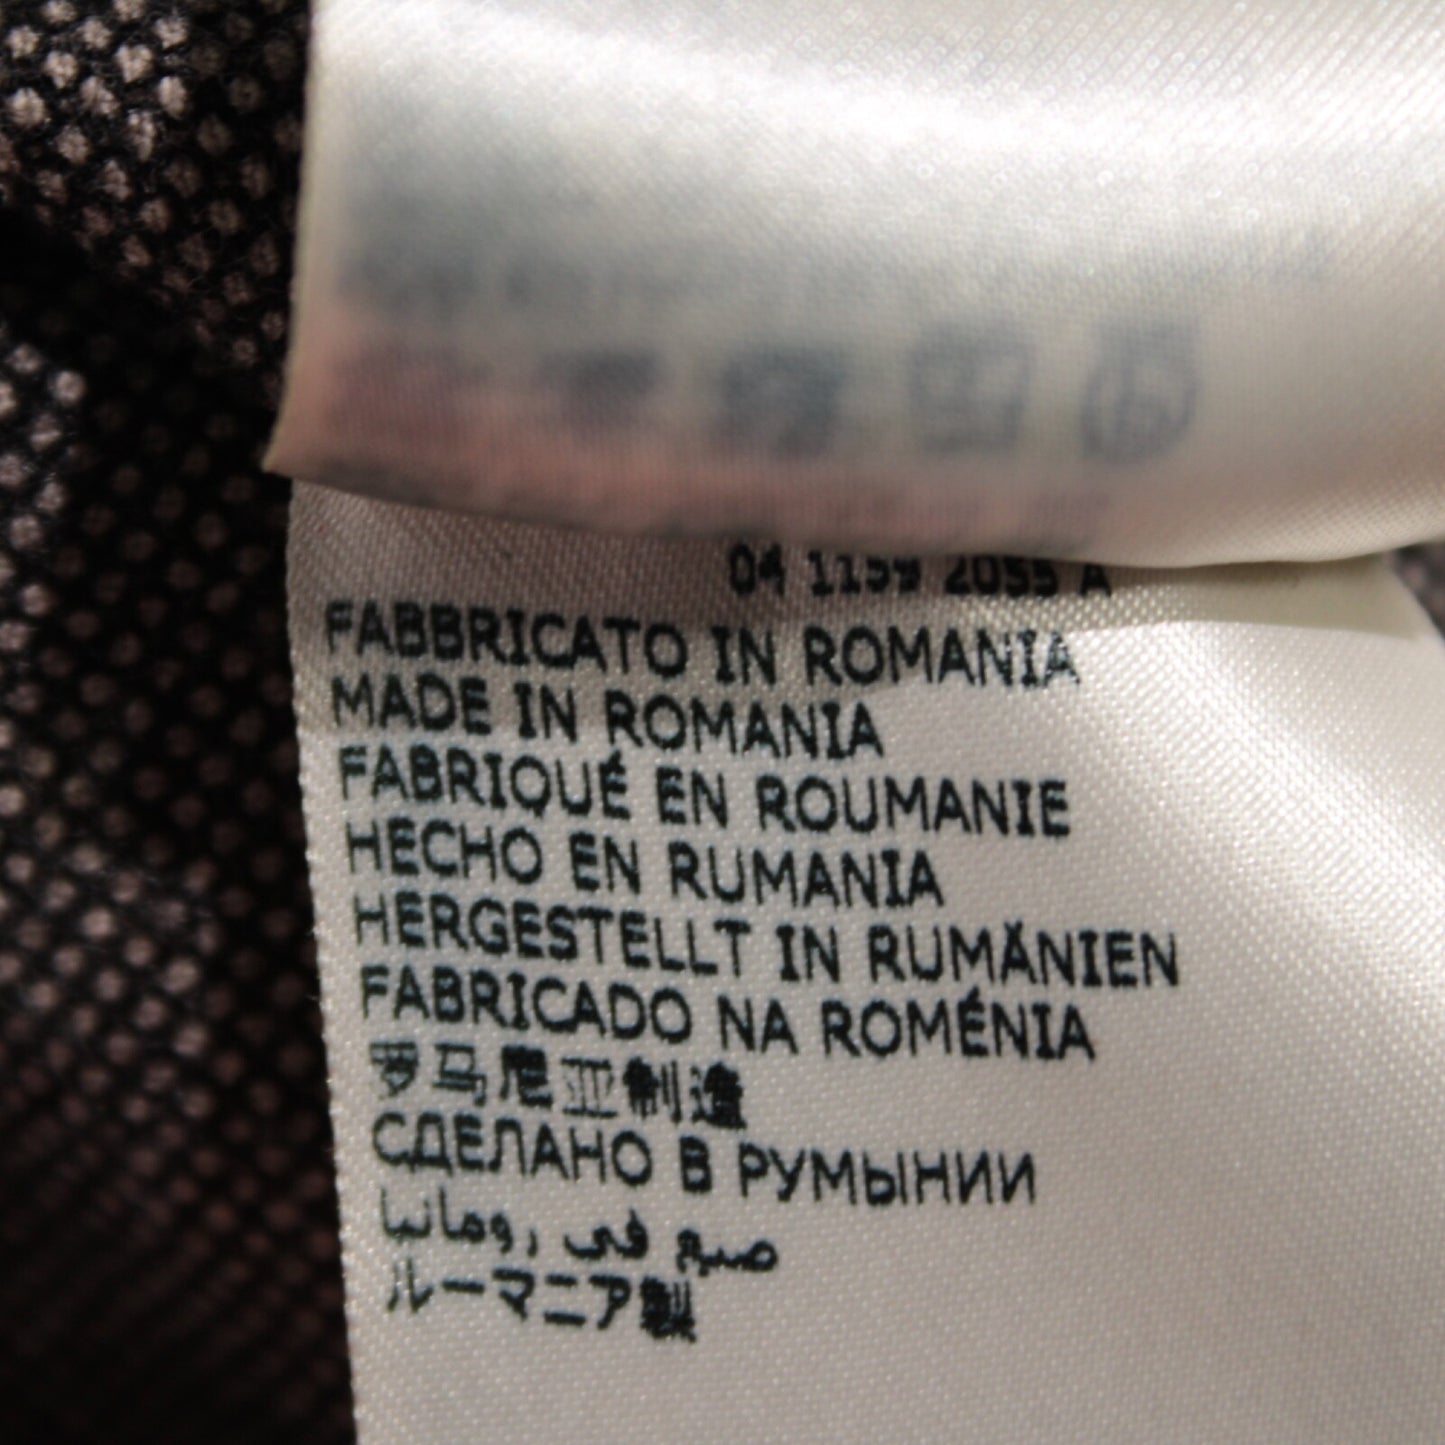 04 1159 2055 A
FABBRICATO IN ROMANIA
MADE IN ROMANIA
FABRIQUÉ EN ROUMANIE
HECHO EN RUMANIA
HERGESTELLT IN RUMÄNIEN
FABRICADO NA ROMÉNIA
罗马尼亚制造
СДЕЛАНО В РУМЫНИИ
صنع في رومانيا
ルーマニア製